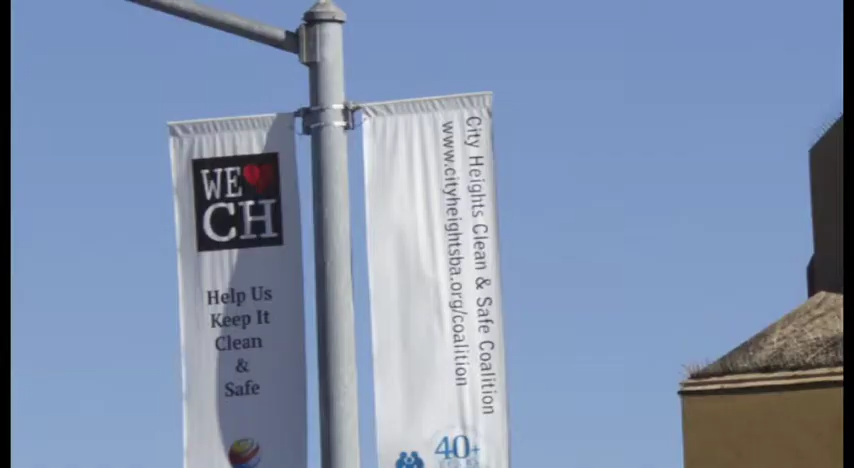 WE
CH
Help Us
Keep It
Clean
&
Safe
City Heights Clean & Safe Coalition
www.cityheightsba.org/coalition
40+